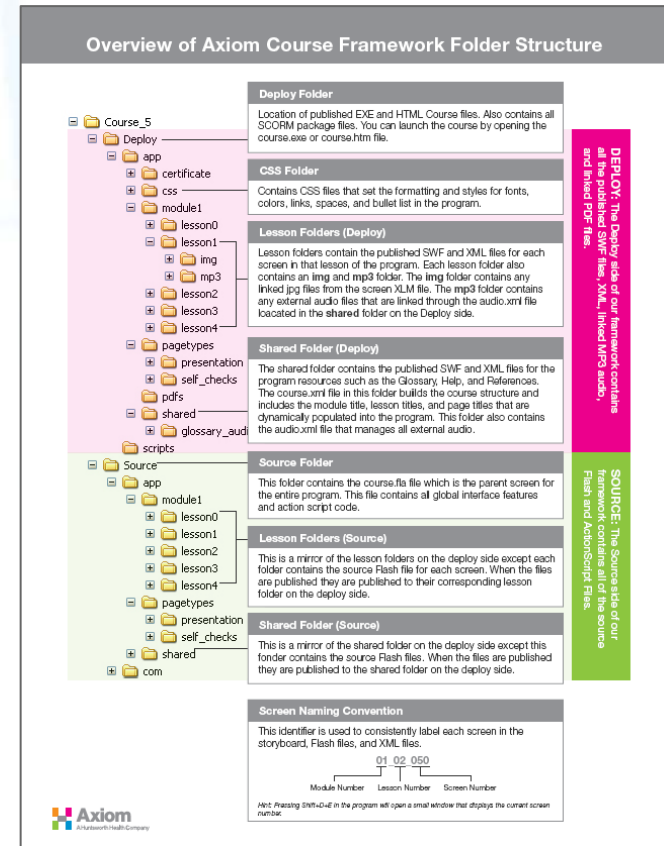 Overview of Axiom Course Framework Folder Structure
Course_5
Deploy
app
certificate
css
module1
lesson0
lesson1
img
mp3
lesson2
lesson3
lesson4
pagetypes
presentation
self_checks
pdfs
shared
glossary_audi
scripts
Source
app
module1
lesson0
lesson1
lesson2
lesson3
lesson4
pagetypes
presentation
self_checks
shared
com
Deploy Folder
Location of published EXE and HTML Course files. Also contains all
SCORM package files. You can launch the course by opening the
course.exe or course.htm file.
CSS Folder
Contains CSS files that set the formatting and styles for fonts,
colors, links, spaces, and bullet list in the program.
Lesson Folders (Deploy)
Lesson folders contain the published SWF and XML files for each
screen in that lesson of the program. Each lesson folder also
contains an img and mp3 folder. The img folder contains any
linked jpg files from the screen XLM file. The mp3 folder contains
any external audio files that are linked through the audio.xml file
loacated in the shared folder on the Deploy side.
Shared Folder (Deploy)
The shared folder contains the published SWF and XML files for the
program resources such as the Glossary, Help, and References.
The course.xml file in this folder builds the course structure and
includes the module title, lesson titles, and page titles that are
dynamically populated into the program. This folder also contains
the audio.xml file that manages all external audio.
Source Folder
This folder contains the course.fla file which is the parent screen for
the entire program. This file contains all global interface features
and action script code.
Lesson Folders (Source)
This is a mirror of the lesson folders on the deploy side except each
folder contains the source Flash file for each screen. When the files
are published they are published to their corresponding lesson
folder on the deploy side.
Shared Folder (Source)
This is a mirror of the shared folder on the deploy side except this
fonder contains the source Flash files. When the files are published
they are published to the shared folder on the deploy side.
Screen Naming Convention
This identifier is used to consistently label each screen in the
storyboard, Flash files, and XML files.
01_02_050
Module Number Lesson Number Screen Number
Hint: Pressing Shift+D+E in the program will open a small window that displays the current screen
number.
DEPLOY: The Deploy side of our framework contains
all the published SWF files, XML, linked MP3 audio,
and linked PDF files.
SOURCE: The Source side of our
framework contains all of the source
Flash and ActionScript Files.
Axiom
A Huntsworth Health Company